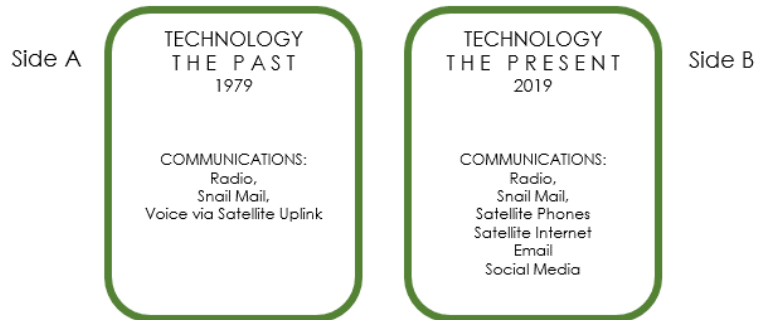 Side A
TECHNOLOGY
THE PAST
1979
COMMUNICATIONS:
Radio,
Snail Mail,
Voice via Satellite Uplink
TECHNOLOGY
THE PRESENT
2019
COMMUNICATIONS:
Radio,
Snail Mail,
Satellite Phones
Satellite Internet
Email
Social Media
Side B